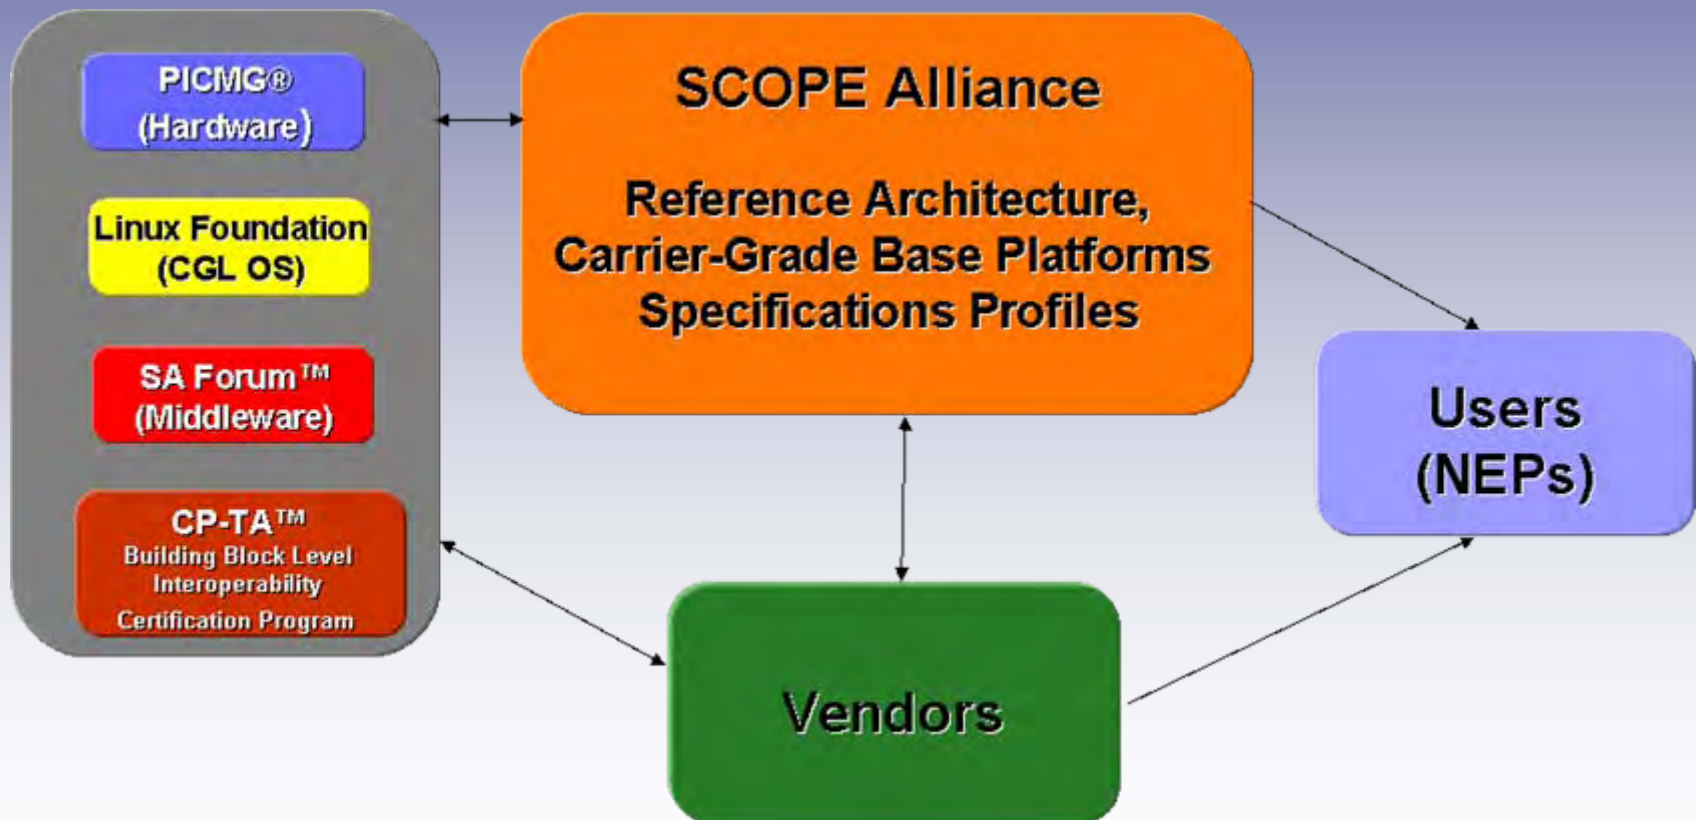 PICMG®
(Hardware)
Linux Foundation
(CGL OS)
SA Forum™
(Middleware)
CP-TA™
Building Block Level
Interoperability
Certification Program
SCOPE Alliance
Reference Architecture,
Carrier-Grade Base Platforms
Specifications Profiles
Users
(NEPs)
Vendors